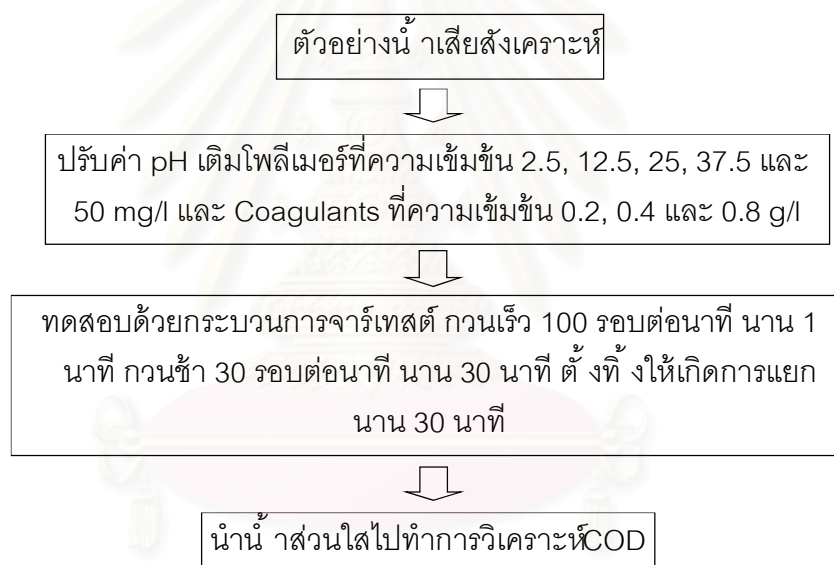 ตัวอย่างน้ำเสียสังเคราะห์
ปรับค่า pH เติมโพลีเมอร์ที่ความเข้มข้น 2.5, 12.5, 25, 37.5 และ
50 mg/l และ Coagulants ที่ความเข้มข้น 0.2, 0.4 และ 0.8 g/l
ทดสอบด้วยกระบวนการจาร์เทสต์ กวนเร็ว 100 รอบต่อนาที นาน 1
นาที กวนช้า 30 รอบต่อนาที นาน 30 นาที ตั้งทิ้งให้เกิดการแยก
นาน 30 นาที
นำน้ำส่วนใสไปทำการวิเคราะห์COD